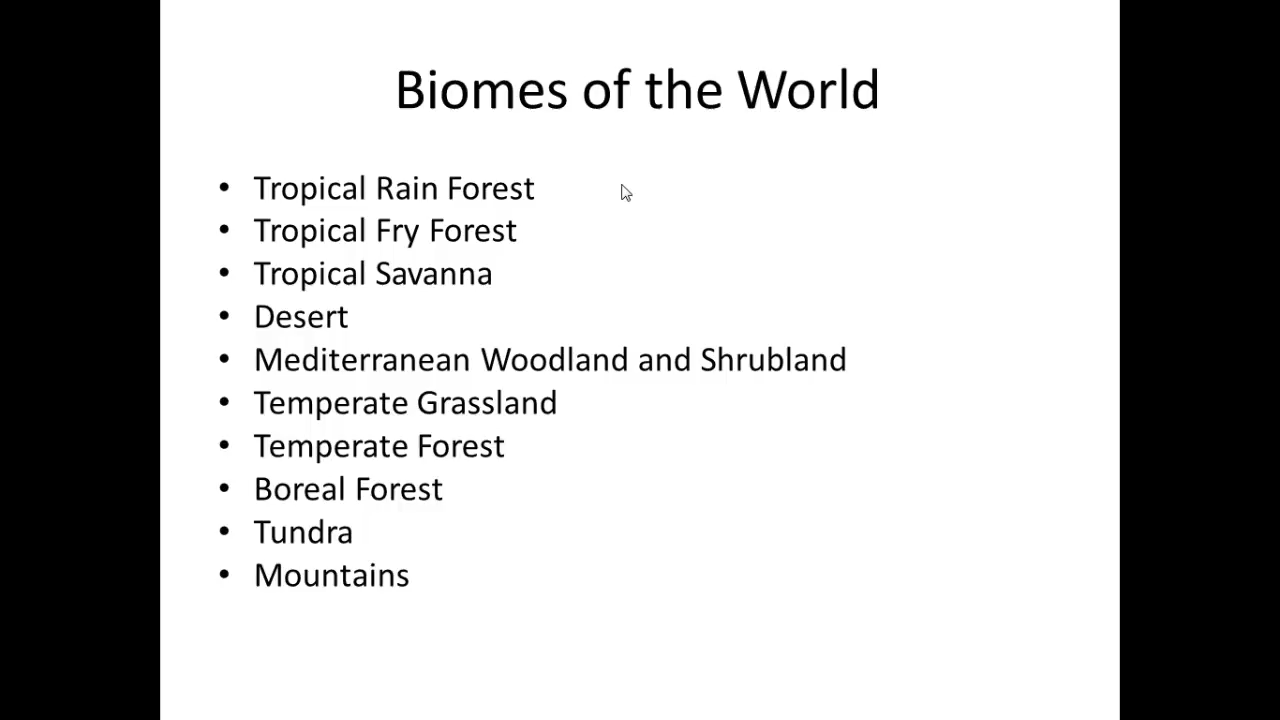 Biomes of the World
• Tropical Rain Forest
• Tropical Fry Forest
• Tropical Savanna
• Desert
• Mediterranean Woodland and Shrubland
• Temperate Grassland
• Temperate Forest
• Boreal Forest
• Tundra
• Mountains